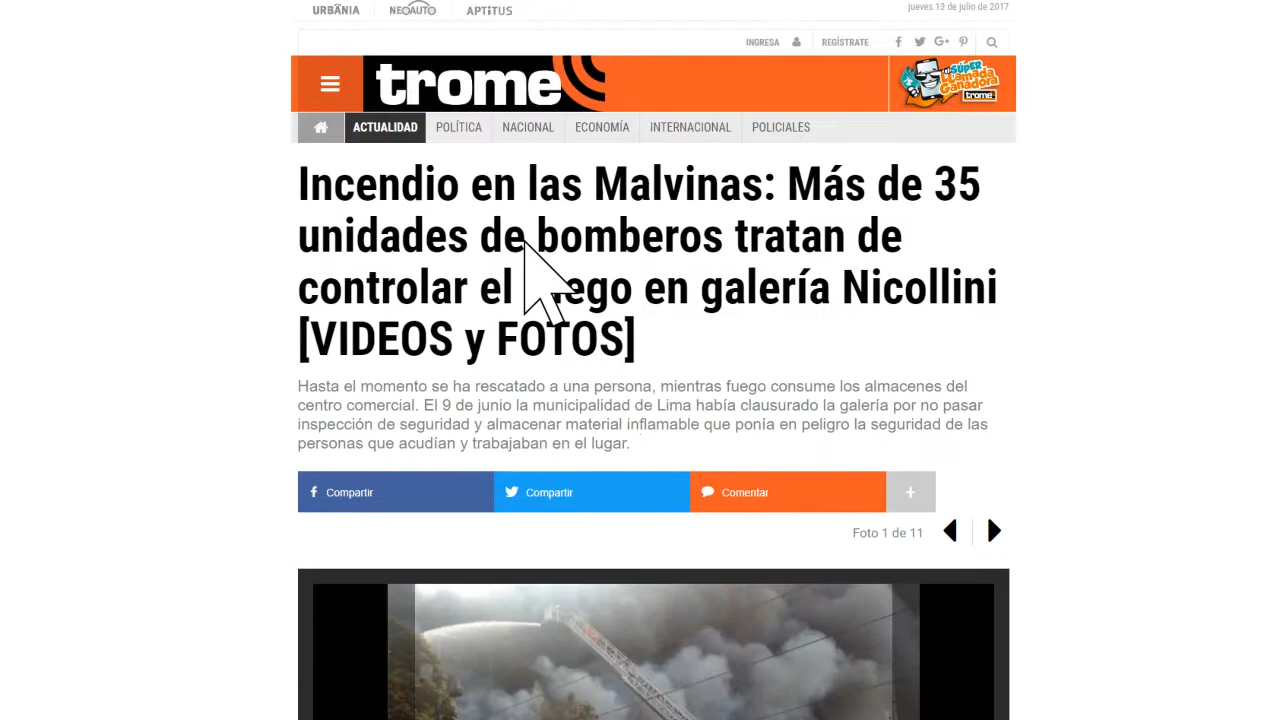 URBANIA NEOAUTO APTiTUS
jueves 13 de julio de 2017
INGRESA REGÍSTRATE
trome
SÚPER
Llamada
Ganadora
trome
ACTUALIDAD POLÍTICA NACIONAL ECONOMÍA INTERNACIONAL POLICIALES
Incendio en las Malvinas: Más de 35
unidades de bomberos tratan de
controlar el ego en galería Nicollini
[VIDEOS y FOTOS]
Hasta el momento se ha rescatado a una persona, mientras fuego consume los almacenes del
centro comercial. El 9 de junio la municipalidad de Lima había clausurado la galería por no pasar
inspección de seguridad y almacenar material inflamable que ponía en peligro la seguridad de las
personas que acudían y trabajaban en el lugar.
Compartir Compartir Comentar +
Foto 1 de 11